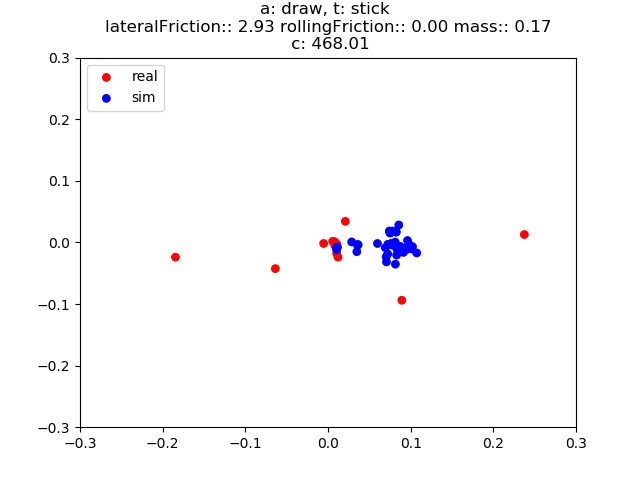 a: draw, t: stick
lateralFriction:: 2.93 rollingFriction:: 0.00 mass:: 0.17
c: 468.01
real
sim
0.3
0.2
0.1
0.0
−0.1
−0.2
−0.3
−0.3 −0.2 −0.1 0.0 0.1 0.2 0.3